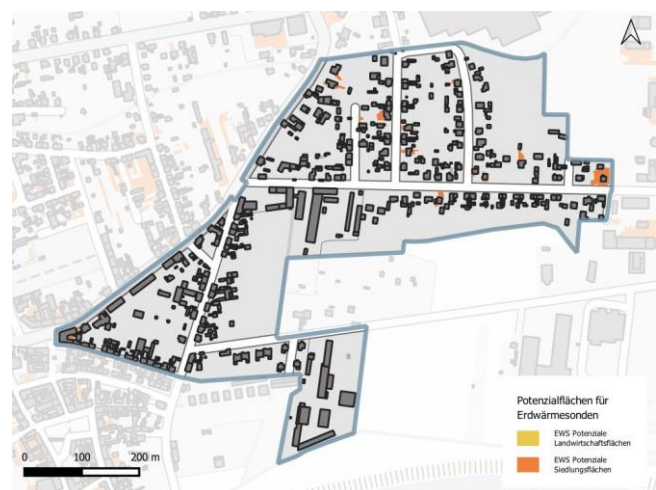 Potenzialflächen für
Erdwärmesonden
EWS Potenziale
Landwirtschaftsflächen
EWS Potenziale
Siedlungsflächen
0 100 200 m